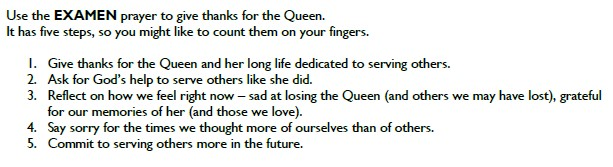 Use the EXAMEN prayer to give thanks for the Queen.
It has five steps, so you might like to count them on your fingers.
1. Give thanks for the Queen and her long life dedicated to serving others.
2. Ask for God's help to serve others like she did.
3. Reflect on how we feel right now – sad at losing the Queen (and others we may have lost), grateful
for our memories of her (and those we love).
4. Say sorry for the times we thought more of ourselves than of others.
5. Commit to serving others more in the future.